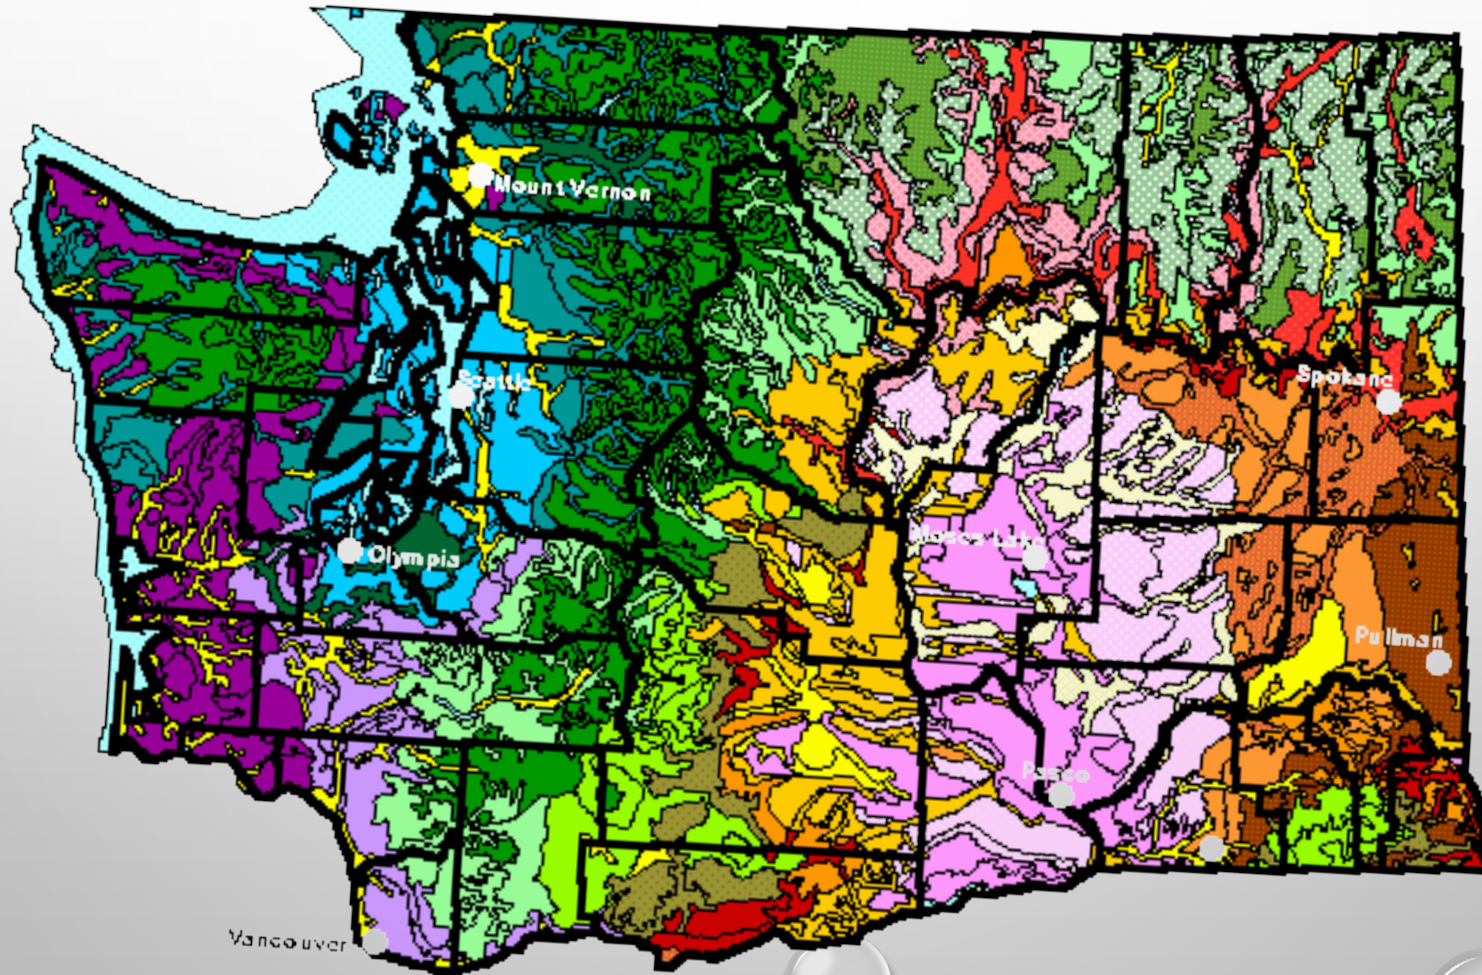 Mount Vernon
Seattle
Spokane
Moses Lake
Olympia
Pullman
Pasco
Vancouver